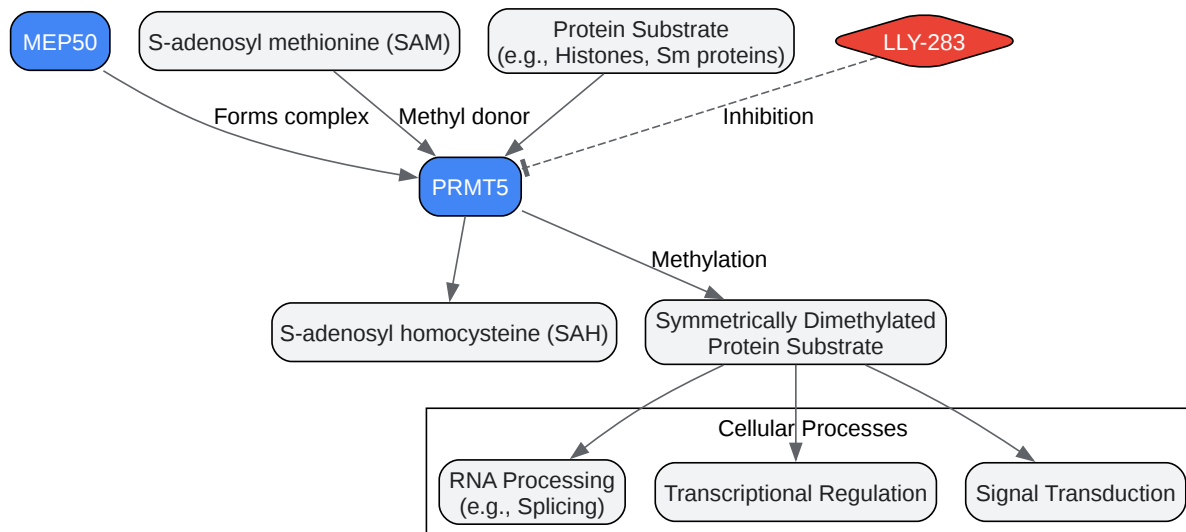 MEP50
S-adenosyl methionine (SAM)
Protein Substrate
(e.g., Histones, Sm proteins)
LLY-283
Forms complex
Methyl donor
Inhibition
PRMT5
Methylation
S-adenosyl homocysteine (SAH)
Symmetrically Dimethylated
Protein Substrate
Cellular Processes
RNA Processing
(e.g., Splicing)
Transcriptional Regulation
Signal Transduction